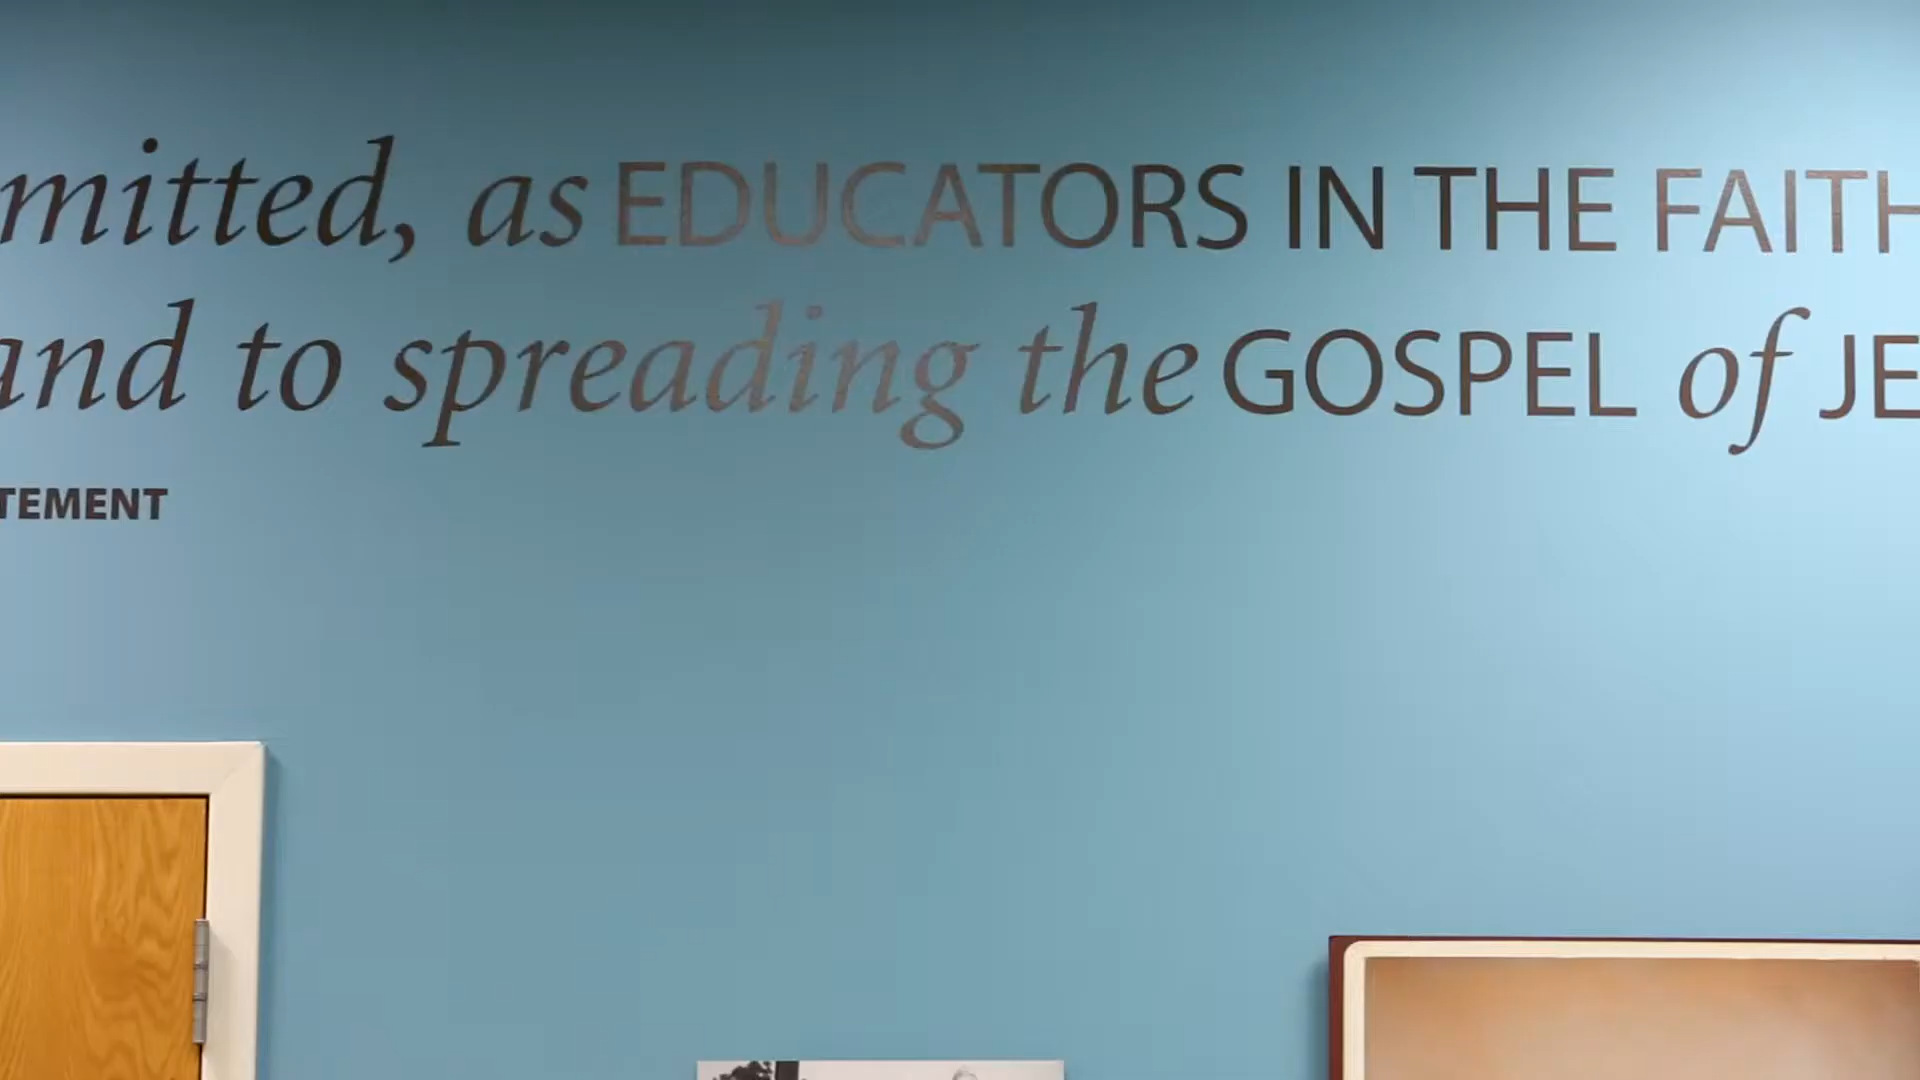 mitted, as EDUCATORS IN THE FAITH
and to spreading the GOSPEL of JE
TEMENT